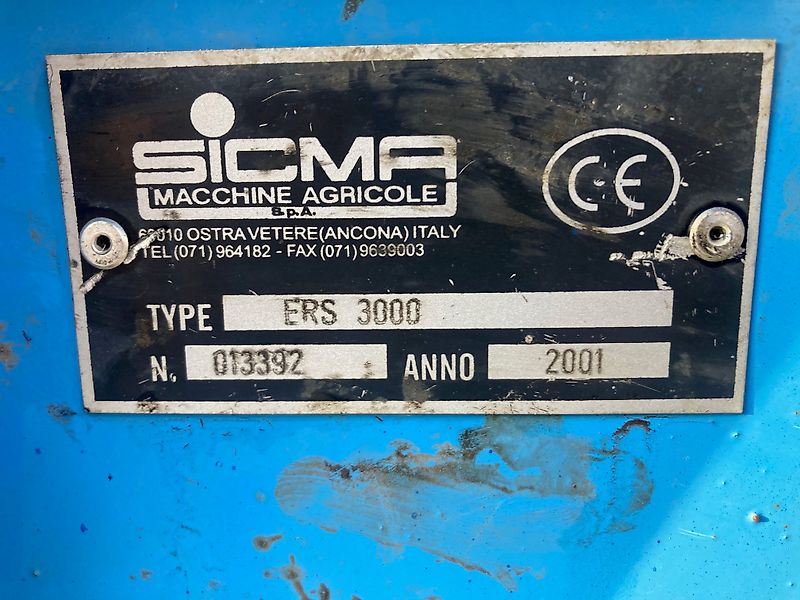 SICMA
MACCHINE AGRICOLE
S.p.A.
60010 OSTRA VETERE (ANCONA) ITALY
TEL (071) 964182 - FAX (071) 9639003
CE
TYPE ERS 3000
N. 013392 ANNO 2001